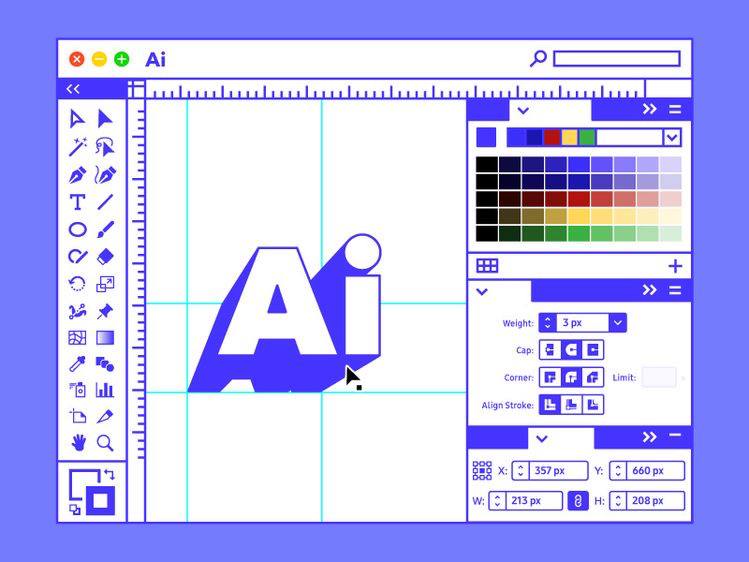 Ai
Ai
Weight: 3 px
Cap:
Corner: Limit:
Align Stroke:
X: 357 px Y: 660 px
W: 213 px H: 208 px